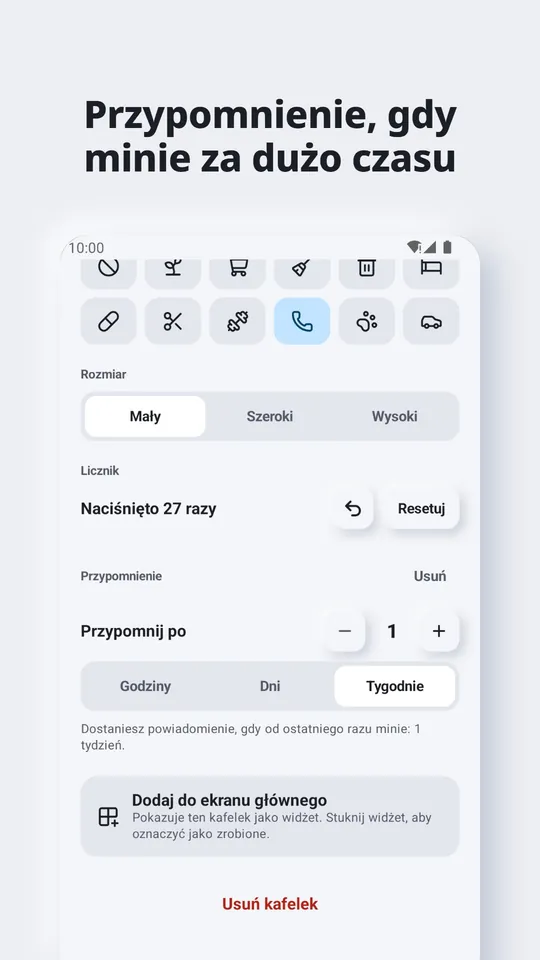 Przypomnienie, gdy
minie za dużo czasu
10:00
Rozmiar
Mały
Szeroki
Wysoki
Licznik
Naciśnięto 27 razy
Resetuj
Przypomnienie
Usuń
Przypomnij po
1
Godziny
Dni
Tygodnie
Dostaniesz powiadomienie, gdy od ostatniego razu minie: 1
tydzień.
Dodaj do ekranu głównego
Pokazuje ten kafelek jako widżet. Stuknij widżet, aby
oznaczyć jako zrobione.
Usuń kafelek